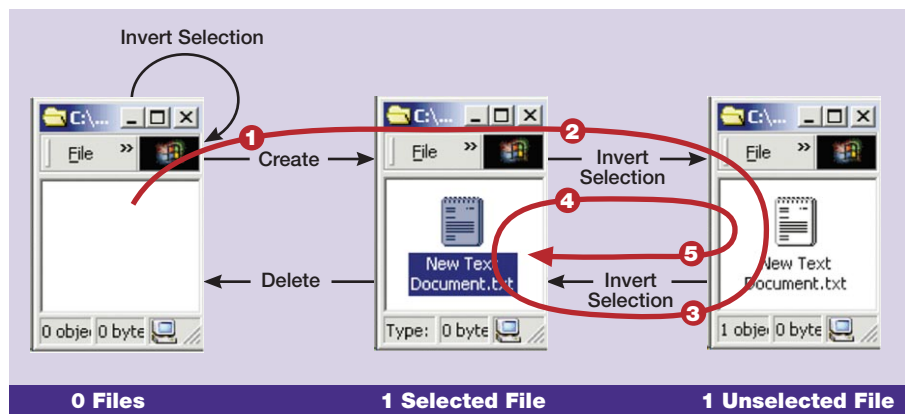 Invert Selection
C:\...
File »
0 obje 0 byte
0 Files
1
Create
Delete
C:\...
File »
New Text
Document.txt
Type: 0 byte
1 Selected File
2
Invert
Selection
4
5
Invert
Selection
3
C:\...
File »
New Text
Document.txt
1 obje 0 byte
1 Unselected File